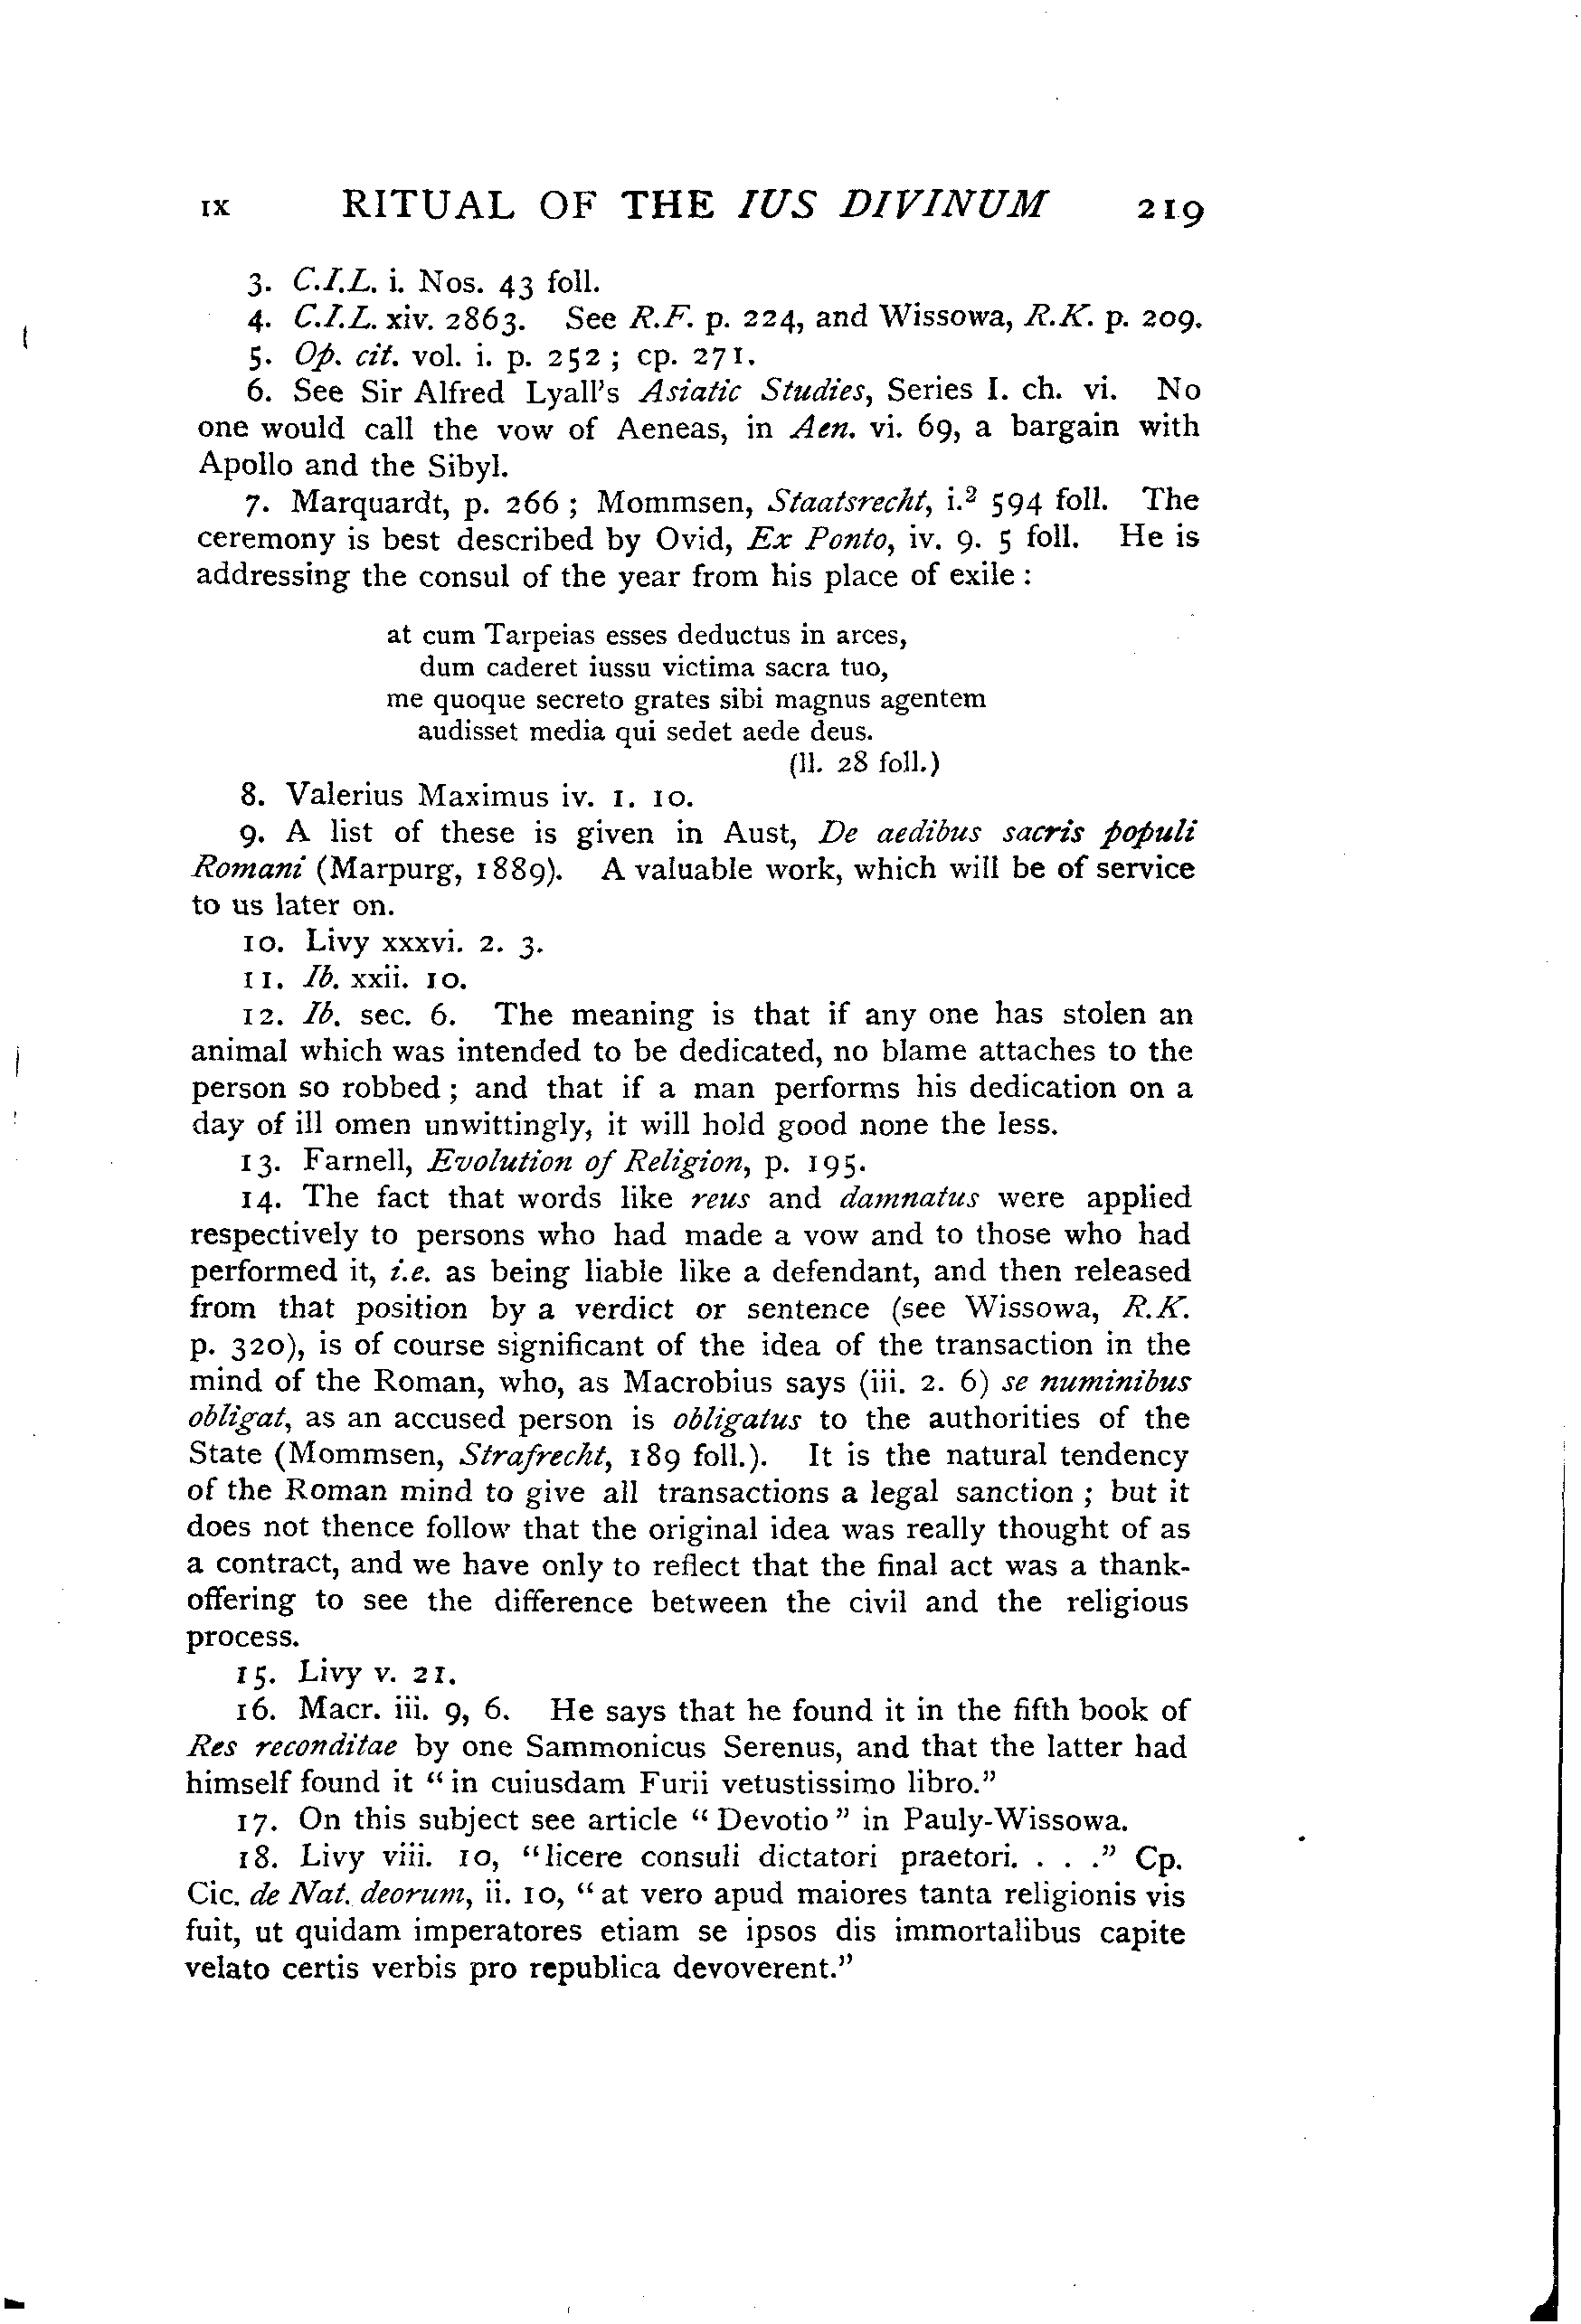 IX RITUAL OF THE IUS DIVINUM 219
3. C.I.L. i. Nos. 43 foll.
4. C.I.L. xiv. 2863. See R.F. p. 224, and Wissowa, R.K. p. 209.
5. Op. cit. vol. i. p. 252 ; cp. 271.
6. See Sir Alfred Lyall's Asiatic Studies, Series I. ch. vi. No
one would call the vow of Aeneas, in Aen. vi. 69, a bargain with
Apollo and the Sibyl.
7. Marquardt, p. 266 ; Mommsen, Staatsrecht, i.² 594 foll. The
ceremony is best described by Ovid, Ex Ponto, iv. 9. 5 foll. He is
addressing the consul of the year from his place of exile :
at cum Tarpeias esses deductus in arces,
dum caderet iussu victima sacra tuo,
me quoque secreto grates sibi magnus agentem
audisset media qui sedet aede deus.
(ll. 28 foll.)
8. Valerius Maximus iv. 1. 10.
9. A list of these is given in Aust, De aedibus sacris populi
Romani (Marpurg, 1889). A valuable work, which will be of service
to us later on.
10. Livy xxxvi. 2. 3.
11. Ib. xxii. 10.
12. Ib. sec. 6. The meaning is that if any one has stolen an
animal which was intended to be dedicated, no blame attaches to the
person so robbed ; and that if a man performs his dedication on a
day of ill omen unwittingly, it will hold good none the less.
13. Farnell, Evolution of Religion, p. 195.
14. The fact that words like reus and damnatus were applied
respectively to persons who had made a vow and to those who had
performed it, i.e. as being liable like a defendant, and then released
from that position by a verdict or sentence (see Wissowa, R.K.
p. 320), is of course significant of the idea of the transaction in the
mind of the Roman, who, as Macrobius says (iii. 2. 6) se numinibus
obligat, as an accused person is obligatus to the authorities of the
State (Mommsen, Strafrecht, 189 foll.). It is the natural tendency
of the Roman mind to give all transactions a legal sanction ; but it
does not thence follow that the original idea was really thought of as
a contract, and we have only to reflect that the final act was a thank-
offering to see the difference between the civil and the religious
process.
15. Livy v. 21.
16. Macr. iii. 9, 6. He says that he found it in the fifth book of
Res reconditae by one Sammonicus Serenus, and that the latter had
himself found it "in cuiusdam Furii vetustissimo libro."
17. On this subject see article "Devotio" in Pauly-Wissowa.
18. Livy viii. 10, "licere consuli dictatori praetori. . . ." Cp.
Cic. de Nat. deorum, ii. 10, "at vero apud maiores tanta religionis vis
fuit, ut quidam imperatores etiam se ipsos dis immortalibus capite
velato certis verbis pro republica devoverent."